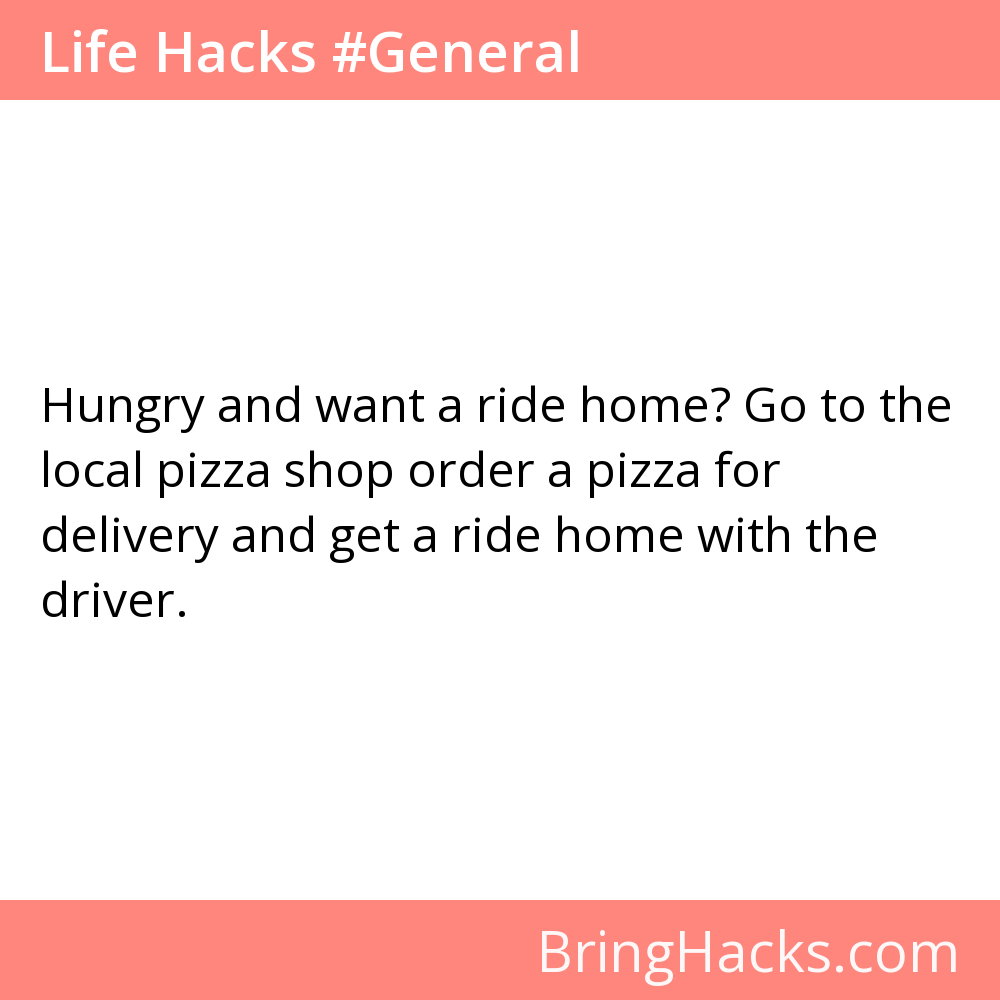 Life Hacks #General
Hungry and want a ride home? Go to the
local pizza shop order a pizza for
delivery and get a ride home with the
driver.
BringHacks.com